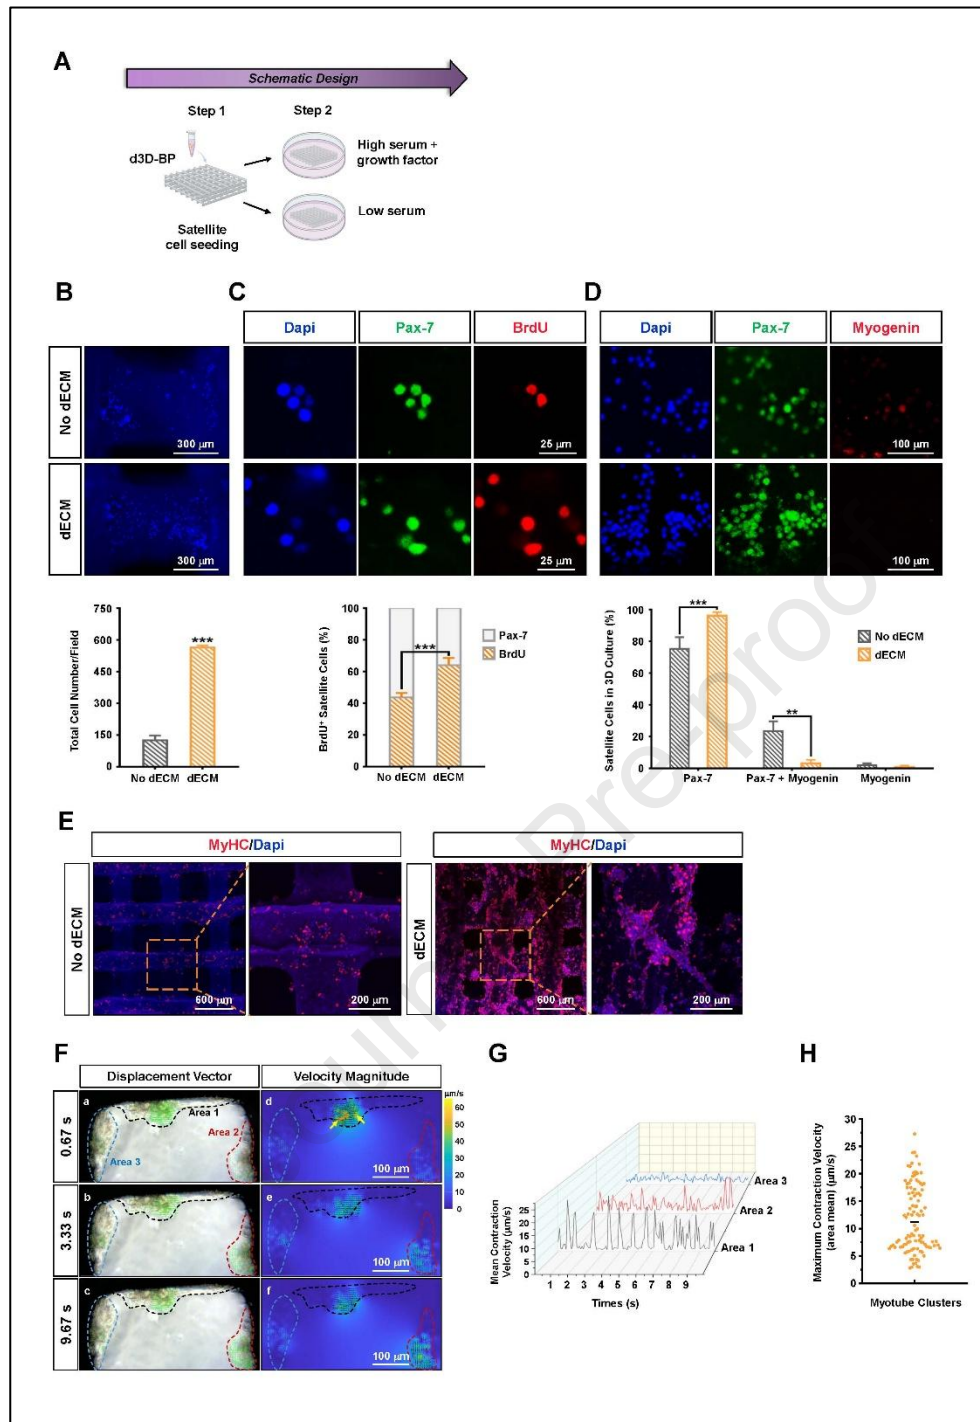 A
Schematic Design
Step 1
Step 2
d3D-BP
High serum +
growth factor
Low serum
Satellite
cell seeding
B
C
D
Dapi
Pax-7
BrdU
Dapi
Pax-7
Myogenin
No dECM
300 µm
25 µm
100 µm
dECM
300 µm
25 µm
100 µm
Total Cell Number/Field
750
600
450
300
150
0
***
No dECM
dECM
BrdU⁺ Satellite Cells (%)
100
80
60
40
20
0
***
No dECM
dECM
Pax-7
BrdU
Satellite Cells in 3D Culture (%)
100
80
60
40
20
0
***
**
Pax-7
Pax-7 + Myogenin
Myogenin
No dECM
dECM
E
MyHC/Dapi
MyHC/Dapi
No dECM
600 µm
200 µm
dECM
600 µm
200 µm
F
Displacement Vector
Velocity Magnitude
0.67 s
a
Area 1
Area 2
Area 3
d
100 µm
µm/s
60
50
40
30
20
10
0
3.33 s
b
e
100 µm
9.67 s
c
f
100 µm
G
Mean Contraction
Velocity (µm/s)
25
20
15
10
5
0
1 2 3 4 5 6 7 8 9
Times (s)
Area 3
Area 2
Area 1
H
Maximum Contraction Velocity
(area mean) (µm/s)
30
25
20
15
10
5
0
Myotube Clusters
Pre-proof